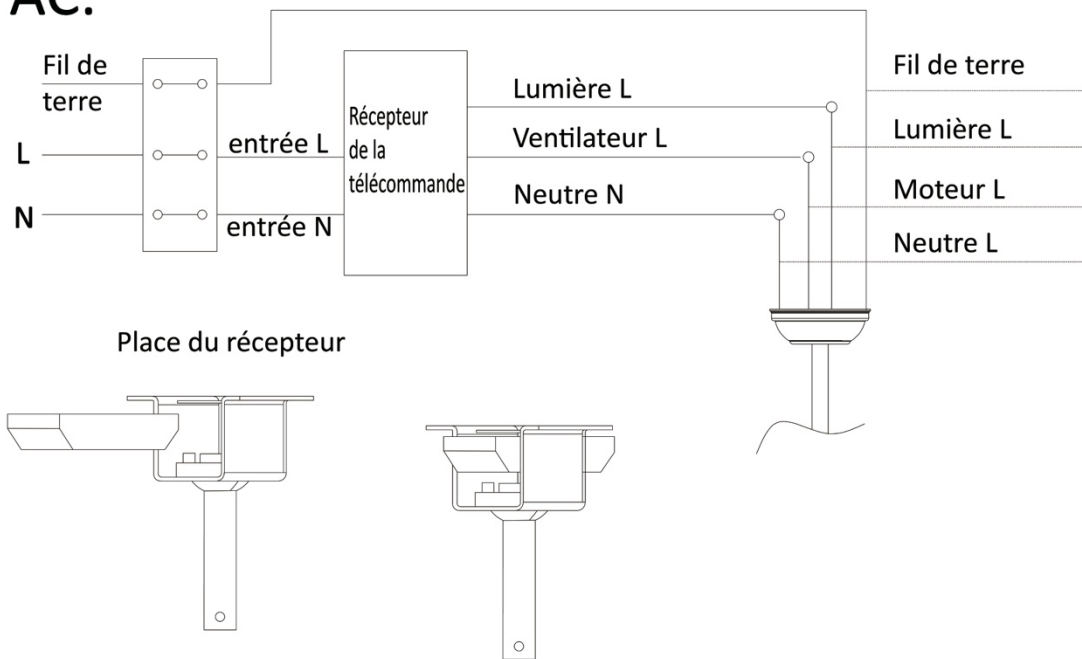 AC:
Fil de
terre
L
N
entrée L
entrée N
Récepteur
de la
télécommande
Lumière L
Ventilateur L
Neutre N
Fil de terre
Lumière L
Moteur L
Neutre L
Place du récepteur